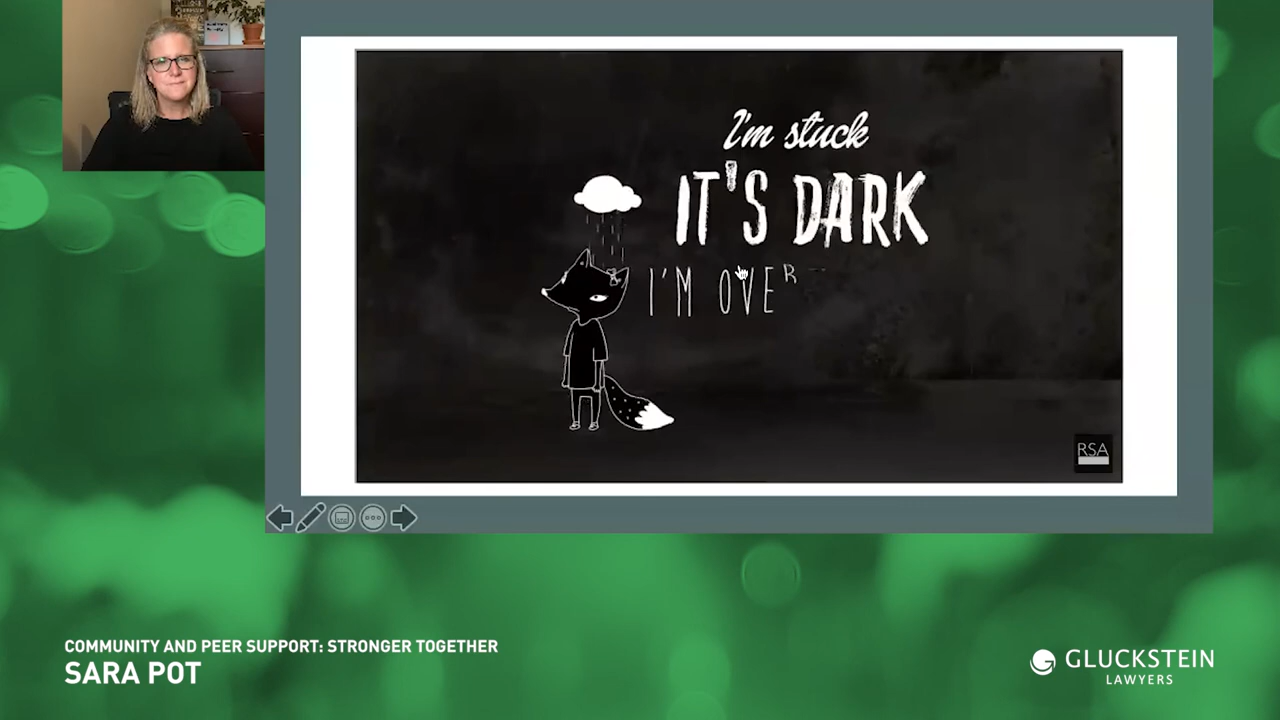 I'm stuck
IT'S DARK
I'M OVER
RSA
COMMUNITY AND PEER SUPPORT: STRONGER TOGETHER
SARA POT
GLUCKSTEIN
LAWYERS